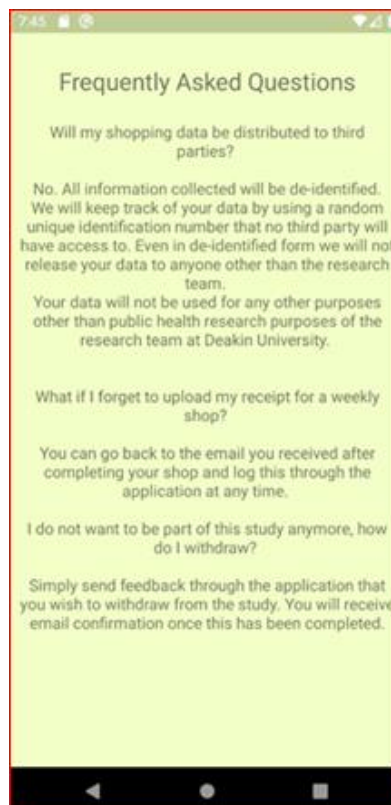 7:45
Frequently Asked Questions
Will my shopping data be distributed to third
parties?
No. All information collected will be de-identified.
We will keep track of your data by using a random
unique identification number that no third party will
have access to. Even in de-identified form we will not
release your data to anyone other than the research
team.
Your data will not be used for any other purposes
other than public health research purposes of the
research team at Deakin University.
What if I forget to upload my receipt for a weekly
shop?
You can go back to the email you received after
completing your shop and log this through the
application at any time.
I do not want to be part of this study anymore, how
do I withdraw?
Simply send feedback through the application that
you wish to withdraw from the study. You will receive
email confirmation once this has been completed.